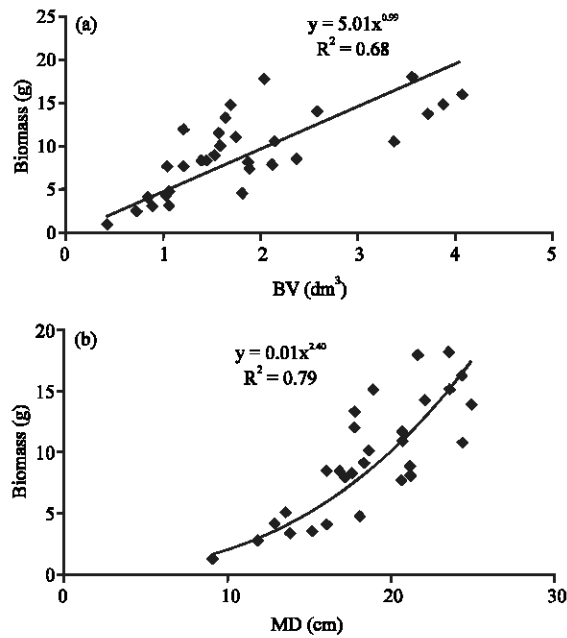 (a)
y = 5.01x^0.99
R^2 = 0.68
Biomass (g)
25
20
15
10
5
0
0 1 2 3 4 5
BV (dm^3)
(b)
y = 0.01x^2.40
R^2 = 0.79
Biomass (g)
20
15
10
5
0
0 10 20 30
MD (cm)